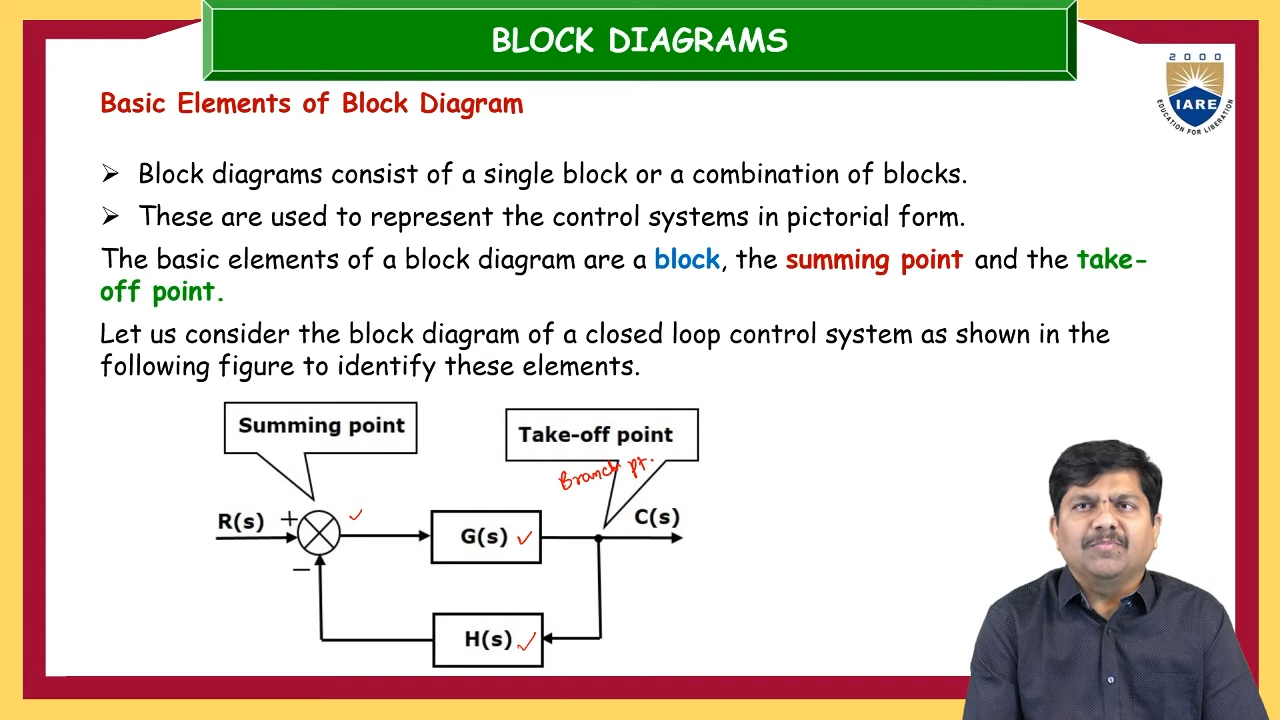 BLOCK DIAGRAMS
2000
IARE
EDUCATION FOR LIBERATION
Basic Elements of Block Diagram
Block diagrams consist of a single block or a combination of blocks.
These are used to represent the control systems in pictorial form.
The basic elements of a block diagram are a block, the summing point and the take-
off point.
Let us consider the block diagram of a closed loop control system as shown in the
following figure to identify these elements.
Summing point
Take-off point
Branch pt.
R(s)
+
−
G(s)
C(s)
H(s)